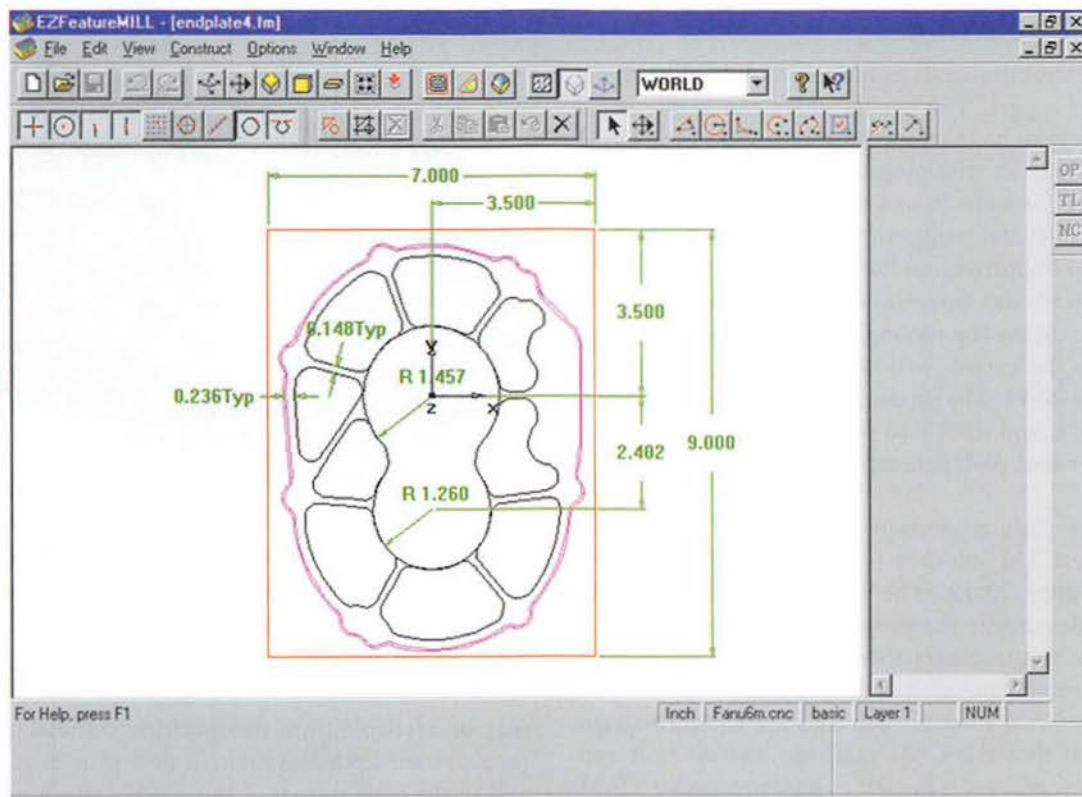 EZFeatureMILL - [endplate4.fm]
File Edit View Construct Options Window Help
WORLD
7.000
3.500
3.500
0.148Typ
R 1.457
0.236Typ
Y
X
Z
2.402
9.000
R 1.260
OP
TL
NC
For Help, press F1
Inch Fanu6m.cnc basic Layer 1 NUM